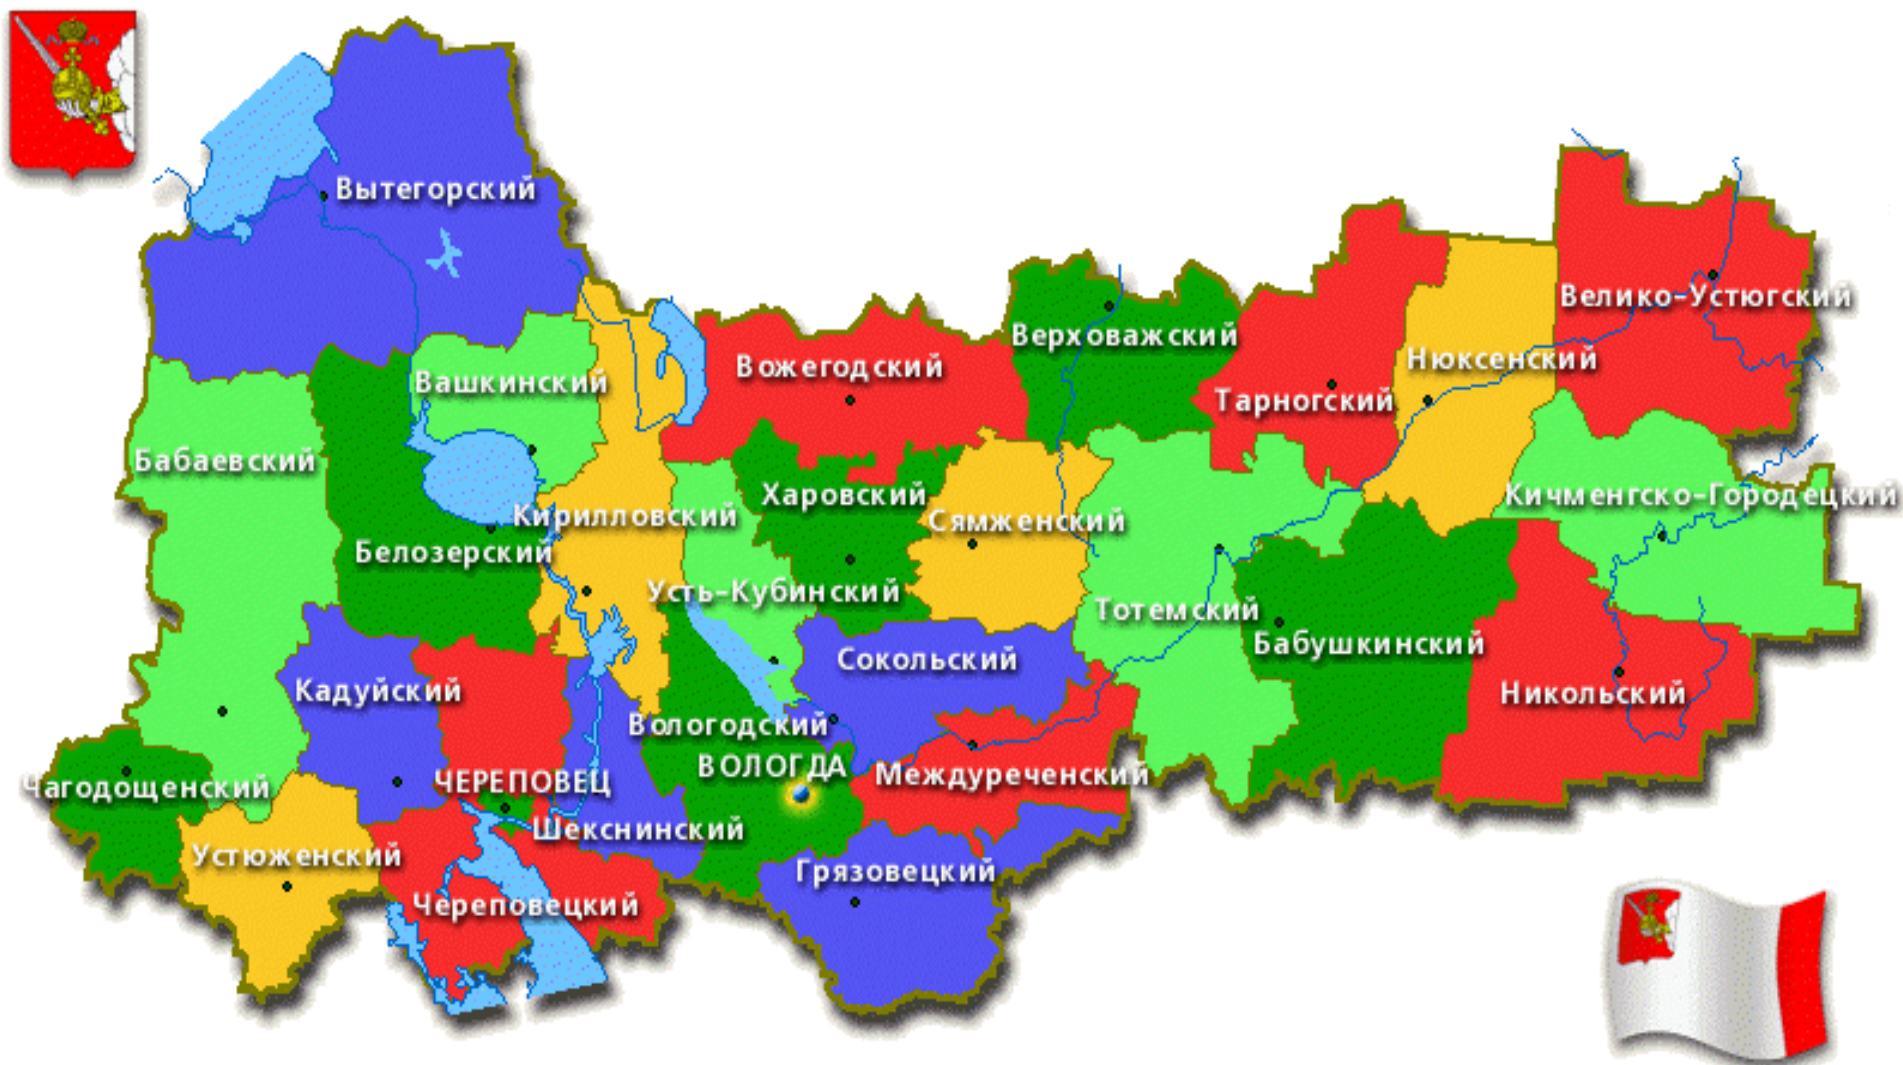 Вытегорский
Велико-Устюгский
Верховажский
Нюксенский
Вожегодский
Вашкинский
Тарногский
Бабаевский
Харовский
Кичменгско-Городецкий
Кирилловский
Сямженский
Белозерский
Усть-Кубинский
Тотемский
Бабушкинский
Сокольский
Кадуйский
Никольский
Вологодский
ВОЛОГДА
Междуреченский
ЧЕРЕПОВЕЦ
Чагодощенский
Шекснинский
Устюженский
Грязовецкий
Череповецкий